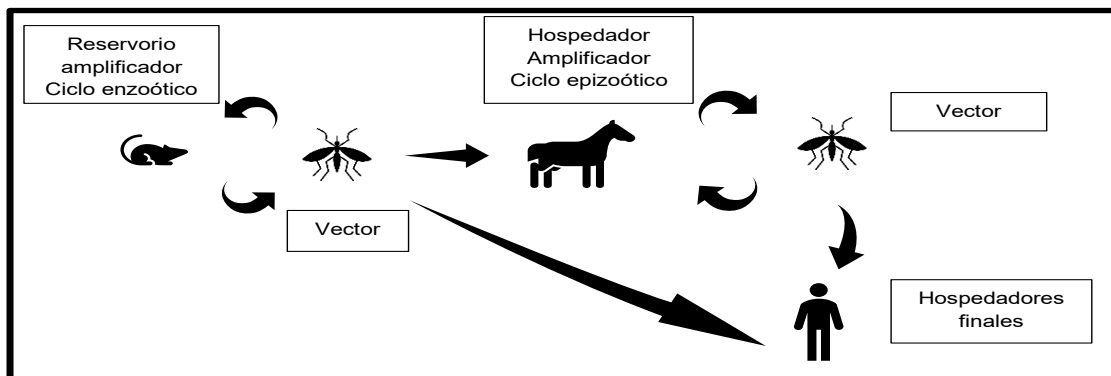 Reservorio
amplificador
Ciclo enzoótico
Hospedador
Amplificador
Ciclo epizoótico
Vector
Vector
Hospedadores
finales